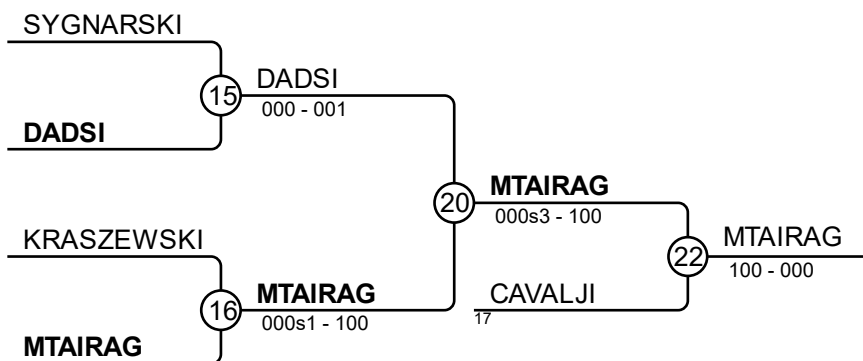 SYGNARSKI
15
DADSI
000 - 001
DADSI
20
MTAIRAG
000s3 - 100
KRASZEWSKI
22
MTAIRAG
100 - 000
16
MTAIRAG
000s1 - 100
CAVALJI
17
MTAIRAG